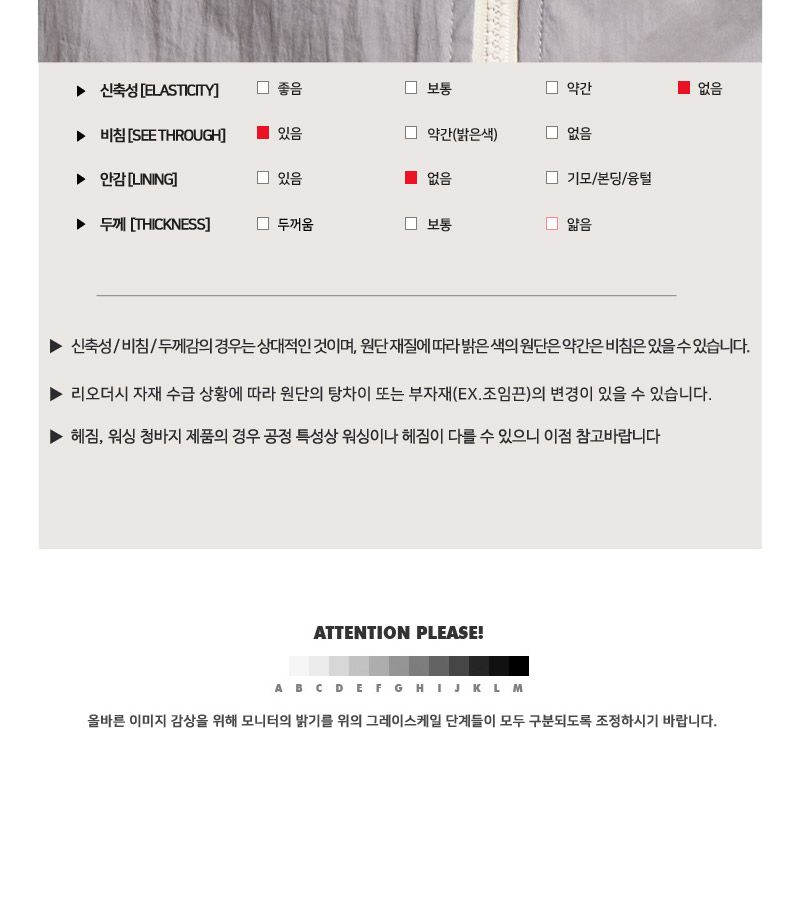 ▶ 신축성 [ELASTICITY] 좋음 보통 약간 없음
▶ 비침 [SEE THROUGH] 있음 약간(밝은색) 없음
▶ 안감 [LINING] 있음 없음 기모/본딩/융털
▶ 두께 [THICKNESS] 두꺼움 보통 얇음
▶ 신축성 / 비침 / 두께감의 경우는 상대적인 것이며, 원단 재질에 따라 밝은 색의 원단은 약간은 비침은 있을 수 있습니다.
▶ 리오더시 자재 수급 상황에 따라 원단의 탕차이 또는 부자재(EX.조임끈)의 변경이 있을 수 있습니다.
▶ 헤짐, 워싱 청바지 제품의 경우 공정 특성상 워싱이나 헤짐이 다를 수 있으니 이점 참고바랍니다
ATTENTION PLEASE!
A B C D E F G H I J K L M
올바른 이미지 감상을 위해 모니터의 밝기를 위의 그레이스케일 단계들이 모두 구분되도록 조정하시기 바랍니다.